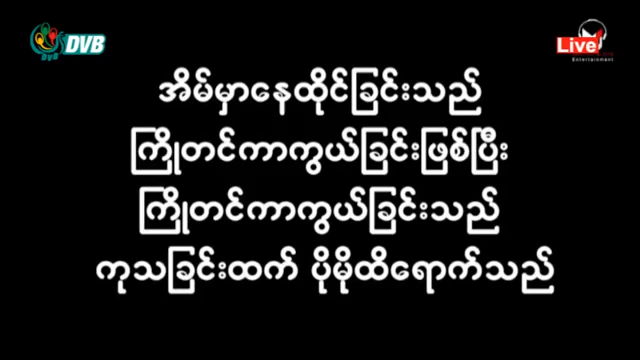 DVB
DVB
Live
Entertainment
အိမ်မှာနေထိုင်ခြင်းသည်
ကြိုတင်ကာကွယ်ခြင်းဖြစ်ပြီး
ကြိုတင်ကာကွယ်ခြင်းသည်
ကုသခြင်းထက် ပိုမိုထိရောက်သည်